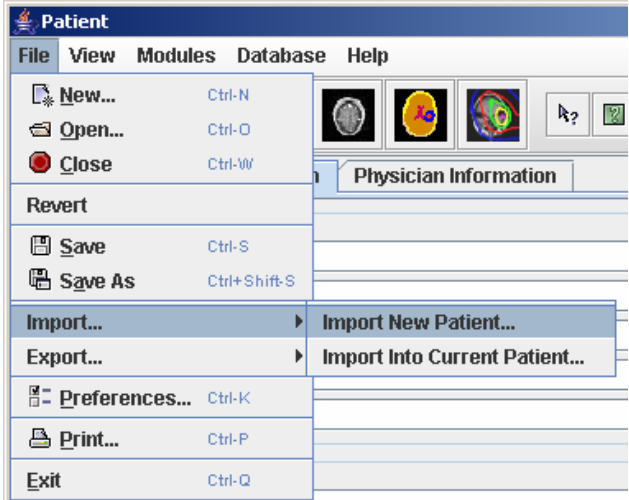 Patient
File View Modules Database Help
New... Ctrl-N
Open... Ctrl-O
Close Ctrl-W
Physician Information
Revert
Save Ctrl-S
Save As Ctrl+Shift-S
Import... Import New Patient...
Export... Import Into Current Patient...
Preferences... Ctrl-K
Print... Ctrl-P
Exit Ctrl-Q